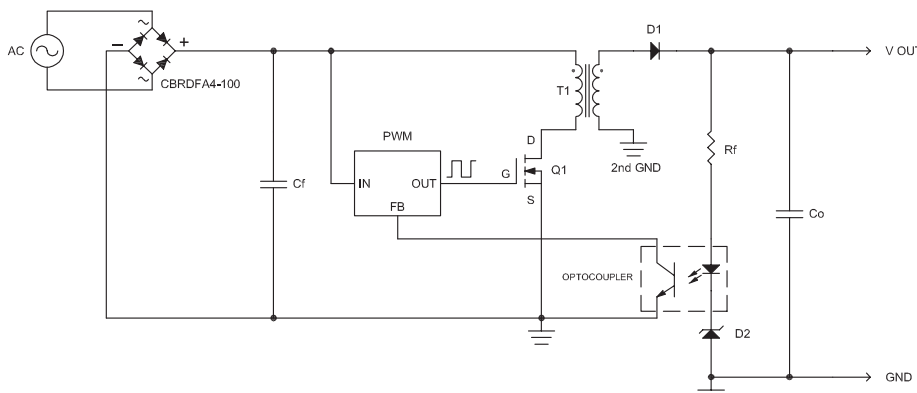 AC
~
−
+
~
CBRDFA4-100
D1
V OUT
T1
PWM
D
Q1
G
S
2nd GND
Rf
Cf
IN
OUT
FB
Co
OPTOCOUPLER
D2
GND